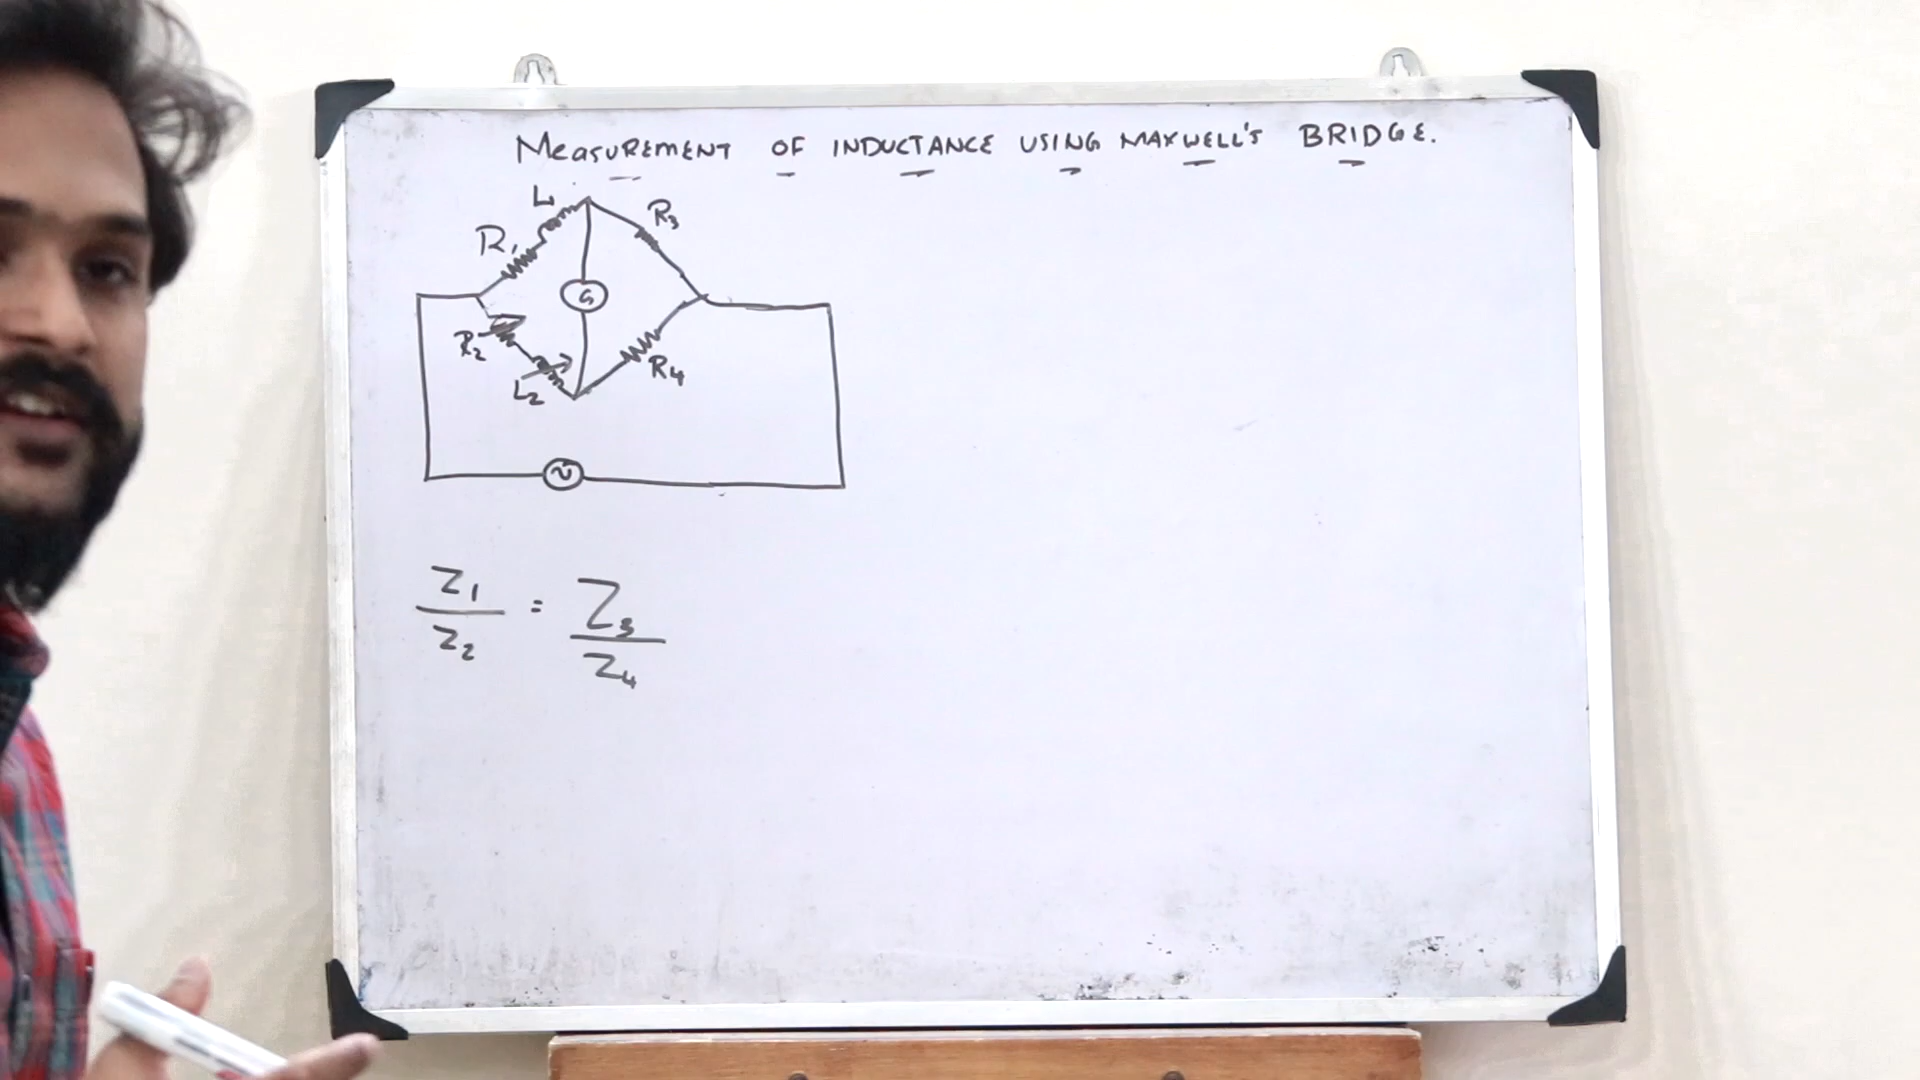 MEASUREMENT OF INDUCTANCE USING MAXWELL'S BRIDGE.
L1
R1
R3
G
R2
L2
R4
Z1/Z2 = Z3/Z4